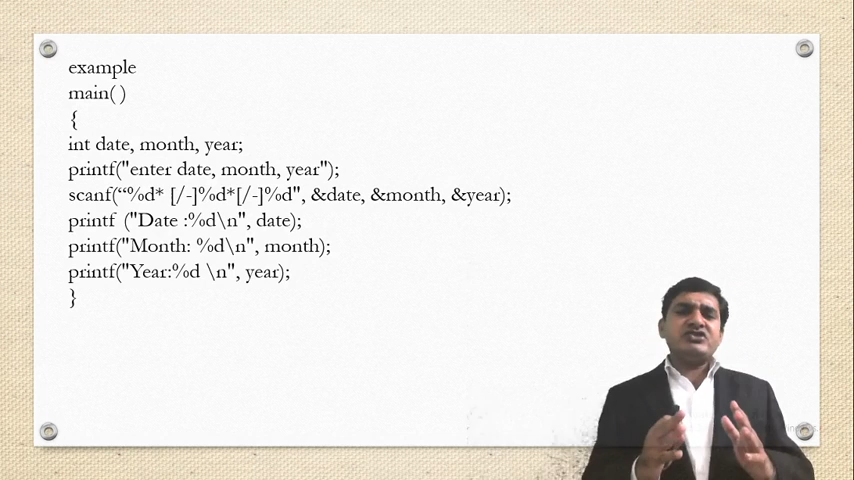 example
main( )
{
int date, month, year;
printf("enter date, month, year");
scanf(“%d* [/-]%d*[/-]%d", &date, &month, &year);
printf ("Date :%d\n", date);
printf("Month: %d\n", month);
printf("Year:%d \n", year);
}